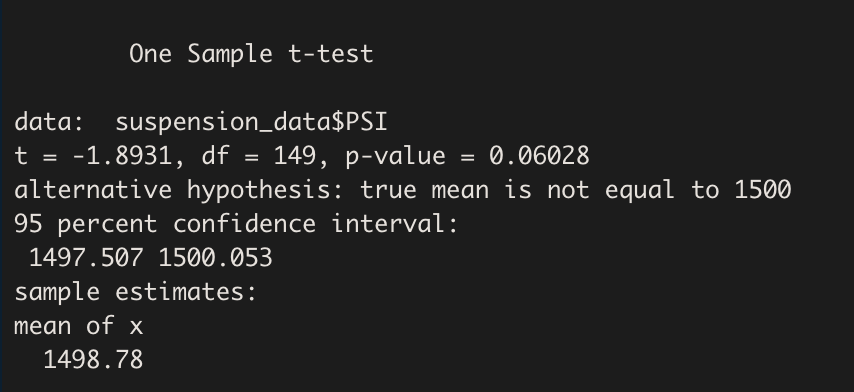 One Sample t-test
data:  suspension_data$PSI
t = -1.8931, df = 149, p-value = 0.06028
alternative hypothesis: true mean is not equal to 1500
95 percent confidence interval:
1497.507 1500.053
sample estimates:
mean of x
1498.78